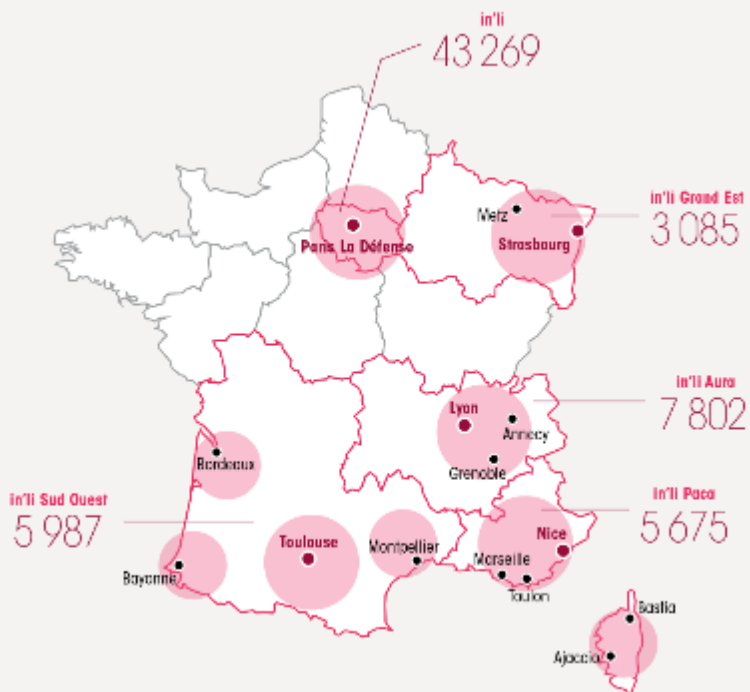 in'li
43 269
in'li Grand Est
3 085
Metz
Strasbourg
Paris La Défense
in'li Aura
7 802
Lyon
Annecy
Grenoble
Bordeaux
in'li Sud Ouest
5 987
in'li Paca
5 675
Toulouse
Montpellier
Nice
Marseille
Toulon
Bayonne
Bastia
Ajaccio